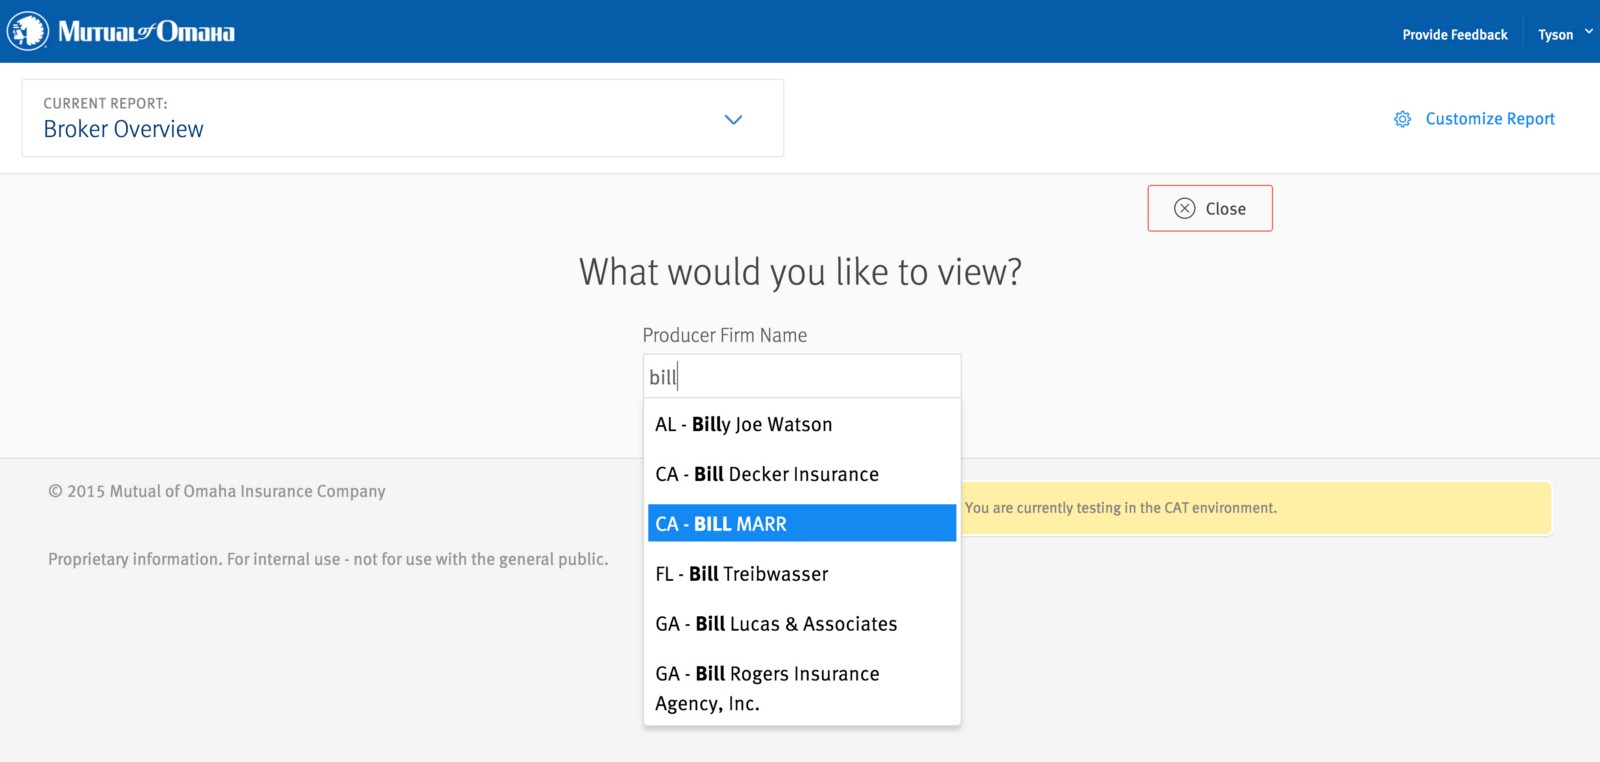 Mutual of Omaha
Provide Feedback
Tyson
CURRENT REPORT:
Broker Overview
Customize Report
Close
What would you like to view?
Producer Firm Name
bill
AL - Billy Joe Watson
CA - Bill Decker Insurance
CA - BILL MARR
FL - Bill Treibwasser
GA - Bill Lucas & Associates
GA - Bill Rogers Insurance
Agency, Inc.
© 2015 Mutual of Omaha Insurance Company
You are currently testing in the CAT environment.
Proprietary information. For internal use - not for use with the general public.